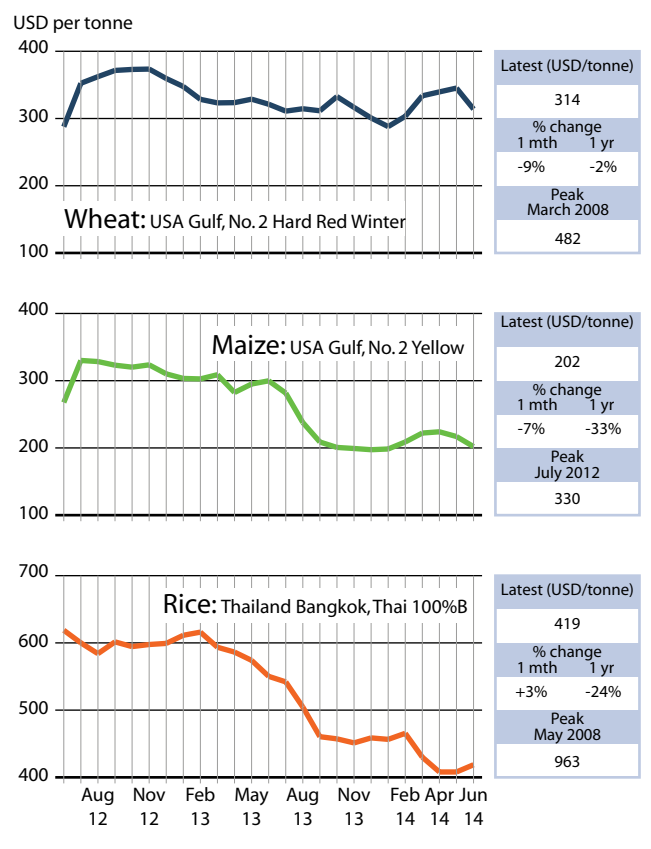 USD per tonne
400
300
200
100
Wheat: USA Gulf, No. 2 Hard Red Winter
Latest (USD/tonne)
314
% change
1 mth 1 yr
-9% -2%
Peak
March 2008
482
400
300
200
100
Maize: USA Gulf, No. 2 Yellow
Latest (USD/tonne)
202
% change
1 mth 1 yr
-7% -33%
Peak
July 2012
330
700
600
500
400
Rice: Thailand Bangkok, Thai 100%B
Latest (USD/tonne)
419
% change
1 mth 1 yr
+3% -24%
Peak
May 2008
963
Aug Nov Feb May Aug Nov Feb Apr Jun
12 12 13 13 13 13 14 14